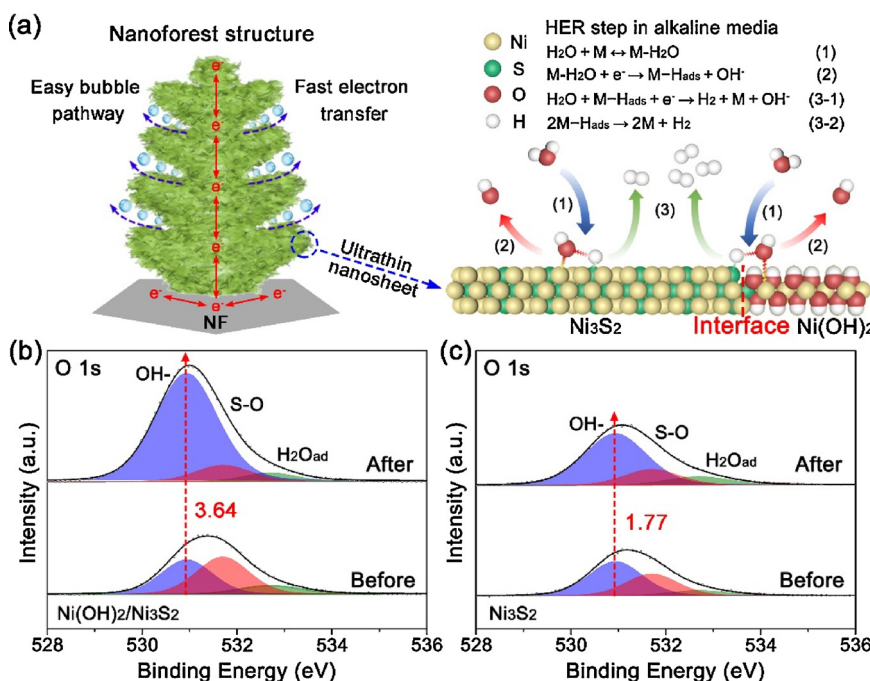 (a)
Nanoforest structure
Easy bubble
pathway
Fast electron
transfer
e-
e-
e-
e-
e-
e-
e-
e-
NF
Ultrathin
nanosheet
Ni
S
O
H
HER step in alkaline media
H2O + M ↔ M-H2O (1)
M-H2O + e- → M–Hads + OH- (2)
H2O + M–Hads + e- → H2 + M + OH- (3-1)
2M–Hads → 2M + H2 (3-2)
(1)
(2)
(3)
(1)
(2)
Ni3S2
Interface
Ni(OH)2
(b)
O 1s
OH-
S-O
H2Oad
After
3.64
Before
Ni(OH)2/Ni3S2
Intensity (a.u.)
528 530 532 534 536
Binding Energy (eV)
(c)
O 1s
OH-
S-O
H2Oad
After
1.77
Before
Ni3S2
Intensity (a.u.)
528 530 532 534 536
Binding Energy (eV)